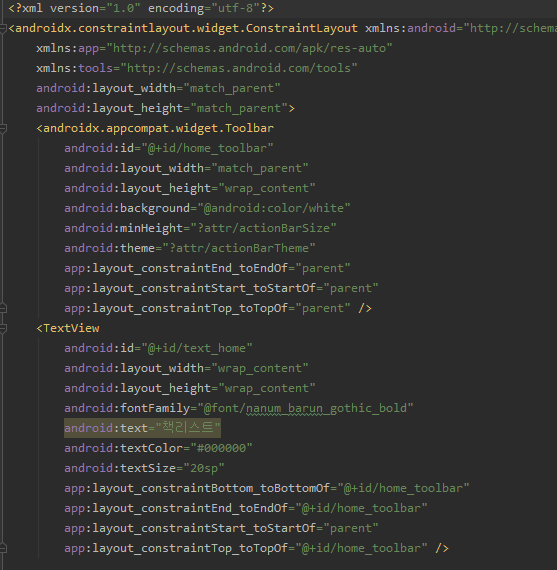 <?xml version="1.0" encoding="utf-8"?>
<androidx.constraintlayout.widget.ConstraintLayout xmlns:android="http://schema
xmlns:app="http://schemas.android.com/apk/res-auto"
xmlns:tools="http://schemas.android.com/tools"
android:layout_width="match_parent"
android:layout_height="match_parent">
<androidx.appcompat.widget.Toolbar
android:id="@+id/home_toolbar"
android:layout_width="match_parent"
android:layout_height="wrap_content"
android:background="@android:color/white"
android:minHeight="?attr/actionBarSize"
android:theme="?attr/actionBarTheme"
app:layout_constraintEnd_toEndOf="parent"
app:layout_constraintStart_toStartOf="parent"
app:layout_constraintTop_toTopOf="parent" />
<TextView
android:id="@+id/text_home"
android:layout_width="wrap_content"
android:layout_height="wrap_content"
android:fontFamily="@font/nanum_barun_gothic_bold"
android:text="책리스트"
android:textColor="#000000"
android:textSize="20sp"
app:layout_constraintBottom_toBottomOf="@+id/home_toolbar"
app:layout_constraintEnd_toEndOf="@+id/home_toolbar"
app:layout_constraintStart_toStartOf="parent"
app:layout_constraintTop_toTopOf="@+id/home_toolbar" />